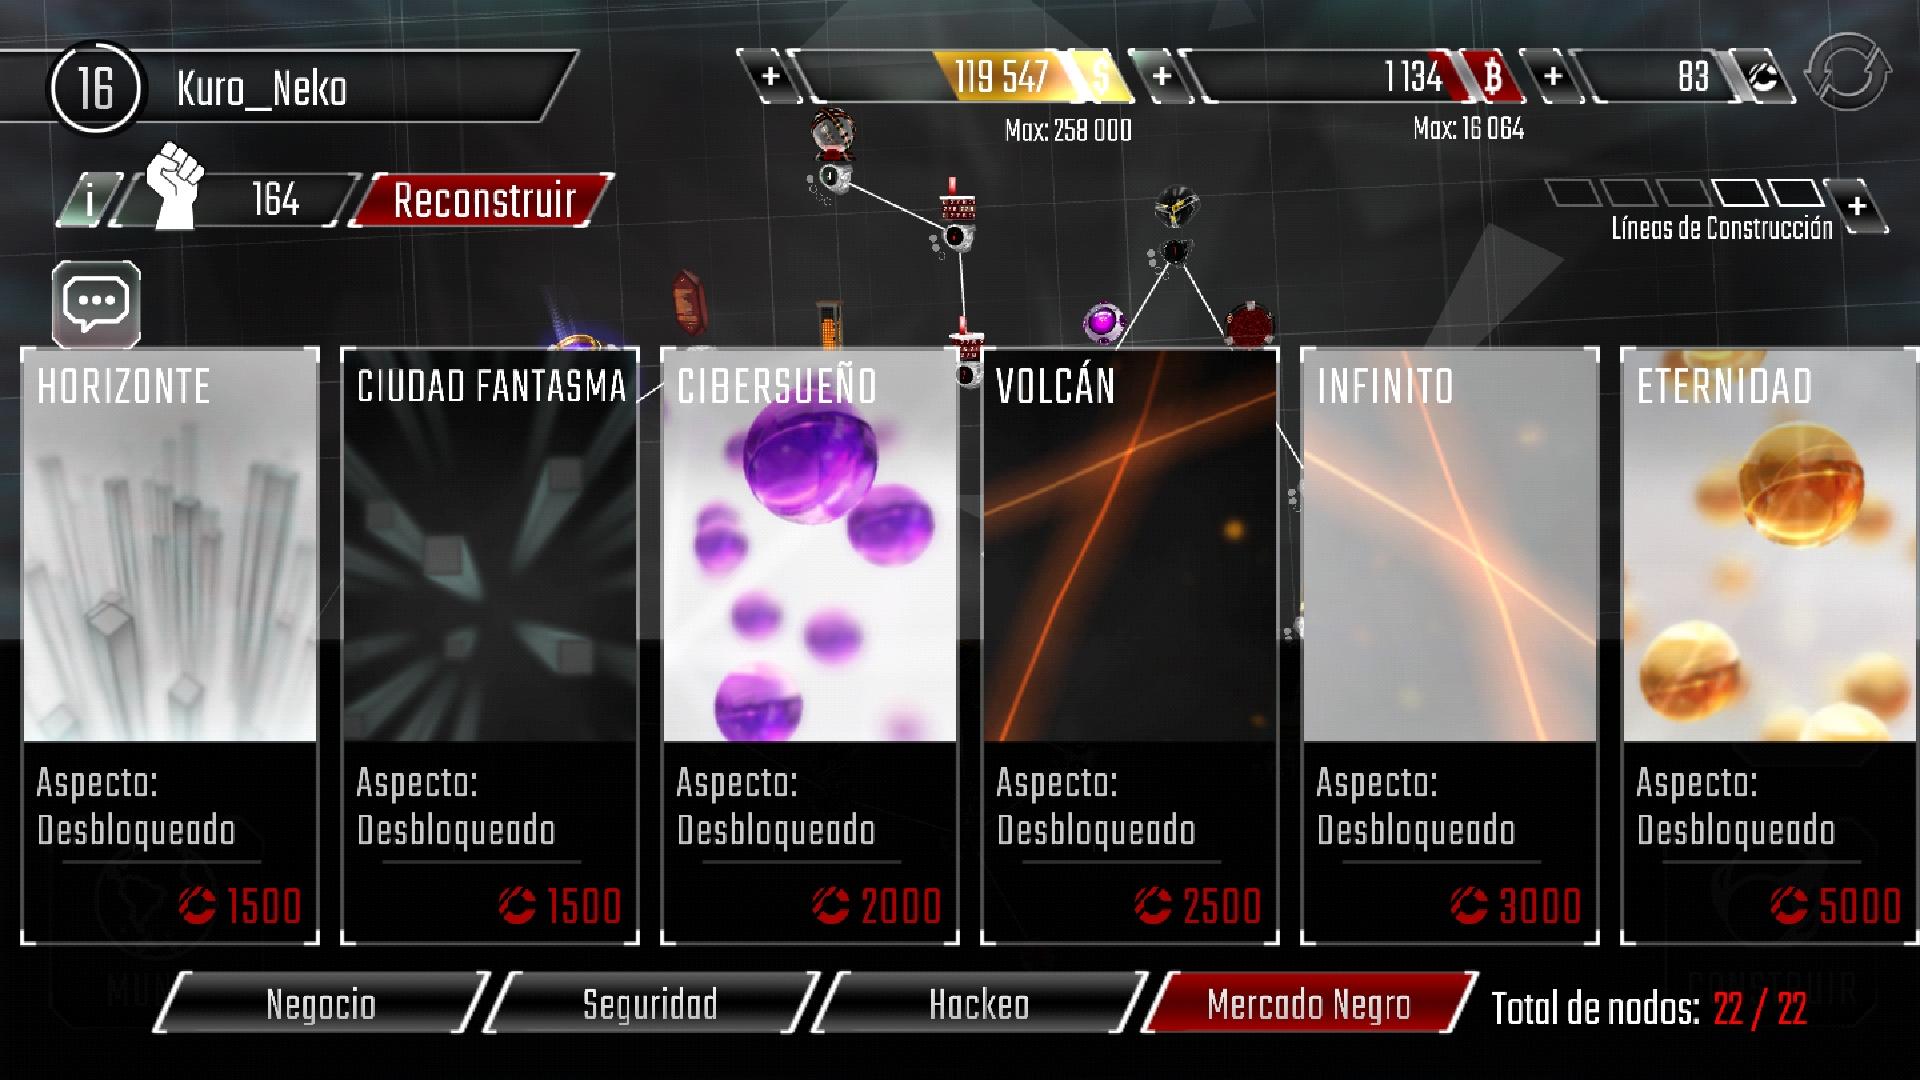 16 Kuro_Neko
119 547 $
1 134
83
Max: 258 000
Max: 16 064
i 164 Reconstruir
Líneas de Construcción
HORIZONTE
CIUDAD FANTASMA
CIBERSUEÑO
VOLCÁN
INFINITO
ETERNIDAD
Aspecto:
Desbloqueado
1500
Aspecto:
Desbloqueado
1500
Aspecto:
Desbloqueado
2000
Aspecto:
Desbloqueado
2500
Aspecto:
Desbloqueado
3000
Aspecto:
Desbloqueado
5000
Negocio
Seguridad
Hackeo
Mercado Negro
Total de nodos: 22 / 22